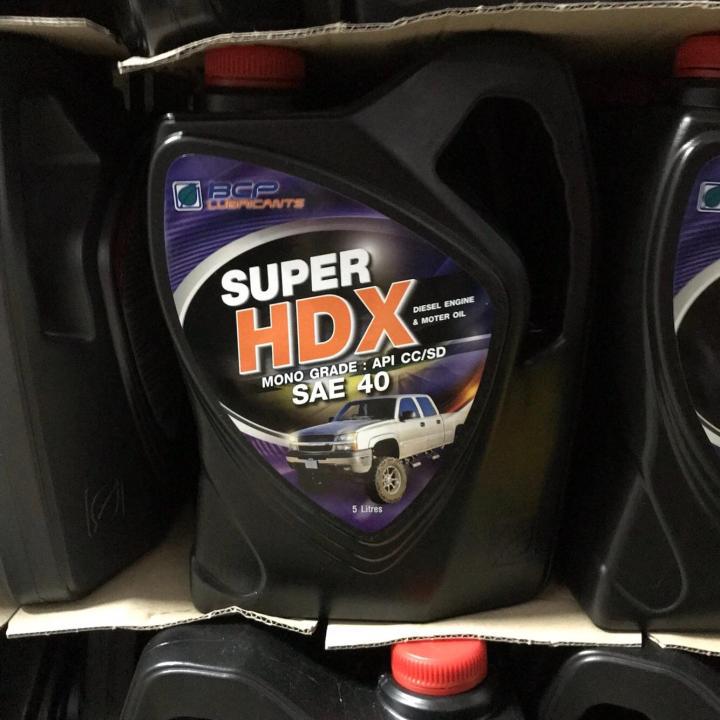 BCP
LUBRICANTS
SUPER
HDX
DIESEL ENGINE
& MOTER OIL
MONO GRADE : API CC/SD
SAE 40
5 Litres